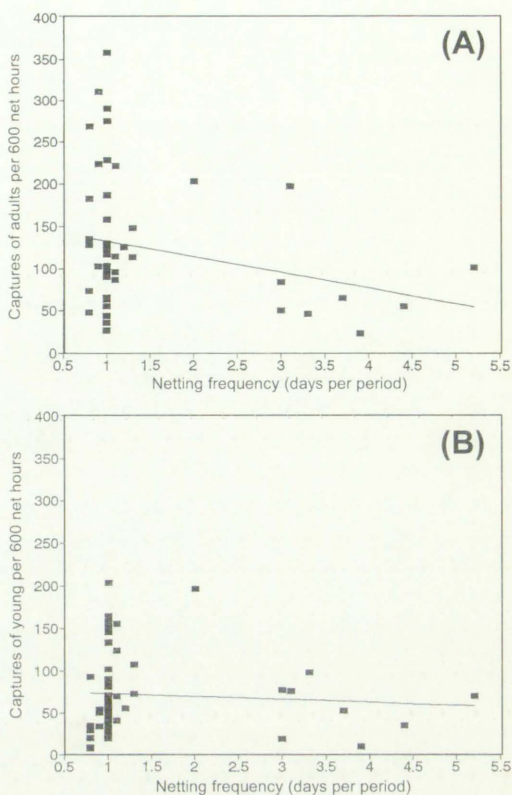 (A)
Captures of adults per 600 net hours
400
350
300
250
200
150
100
50
0
0.5 1 1.5 2 2.5 3 3.5 4 4.5 5 5.5
Netting frequency (days per period)
(B)
Captures of young per 600 net hours
400
350
300
250
200
150
100
50
0
0.5 1 1.5 2 2.5 3 3.5 4 4.5 5 5.5
Netting frequency (days per period)